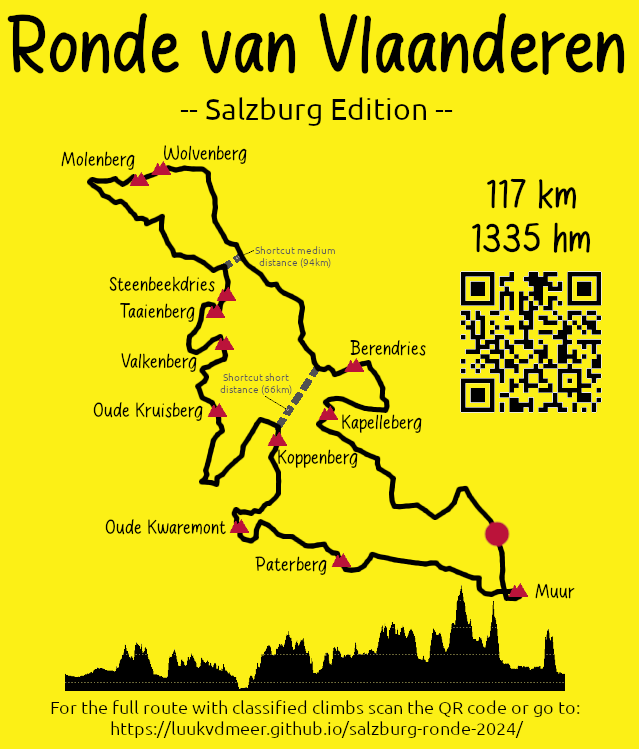 Ronde van Vlaanderen
-- Salzburg Edition --
Molenberg
Wolvenberg
117 km
1335 hm
Shortcut medium
distance (94km)
Steenbeekdries
Taaienberg
Valkenberg
Berendries
Shortcut short
distance (66km)
Oude Kruisberg
Kapelleberg
Koppenberg
Oude Kwaremont
Paterberg
Muur
For the full route with classified climbs scan the QR code or go to:
https://luukvdmeer.github.io/salzburg-ronde-2024/